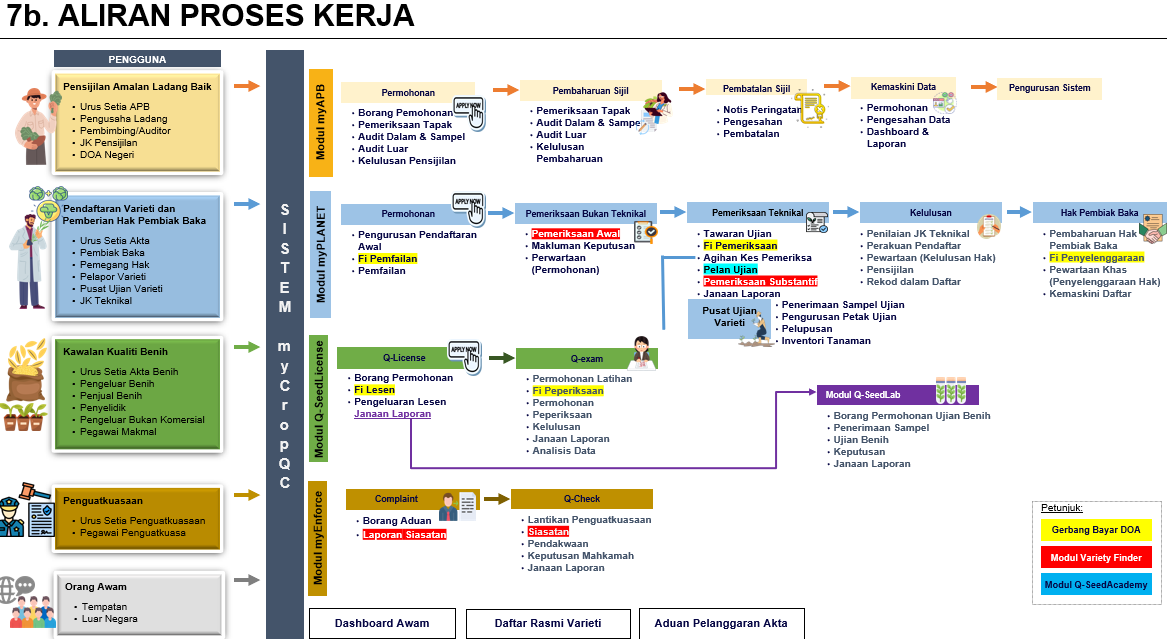 7b. ALIRAN PROSES KERJA
PENGGUNA
Pensijilan Amalan Ladang Baik
• Urus Setia APB
• Pengusaha Ladang
• Pembimbing/Auditor
• JK Pensijilan
• DOA Negeri
Pendaftaran Varieti dan
Pemberian Hak Pembiak Baka
• Urus Setia Akta
• Pembiak Baka
• Pemegang Hak
• Pelapor Varieti
• Pusat Ujian Varieti
• JK Teknikal
Kawalan Kualiti Benih
• Urus Setia Akta Benih
• Pengeluar Benih
• Penjual Benih
• Penyelidik
• Pengeluar Bukan Komersial
• Pegawai Makmal
Penguatkuasaan
• Urus Setia Penguatkuasaan
• Pegawai Penguatkuasa
Orang Awam
• Tempatan
• Luar Negara
SISTEM myCropQC
Modul myAPB
Permohonan
APPLY NOW
• Borang Pemohonan
• Pemeriksaan Tapak
• Audit Dalam & Sampel
• Audit Luar
• Kelulusan Pensijilan
Pembaharuan Sijil
• Pemeriksaan Tapak
• Audit Dalam & Sampe
• Audit Luar
• Kelulusan
Pembaharuan
Pembatalan Sijil
• Notis Peringatan
• Pengesahan
• Pembatalan
Kemaskini Data
• Permohonan
• Pengesahan Data
• Dashboard &
Laporan
Pengurusan Sistem
Modul myPLANET
Permohonan
APPLY NOW
• Pengurusan Pendaftaran
Awal
• Fi Pemfailan
• Pemfailan
Pemeriksaan Bukan Teknikal
• Pemeriksaan Awal
• Makluman Keputusan
• Perwartaan
(Permohonan)
Pemeriksaan Teknikal
• Tawaran Ujian
• Fi Pemeriksaan
• Agihan Kes Pemeriksa
• Pelan Ujian
• Pemeriksaan Substantif
• Janaan Laporan
Kelulusan
• Penilaian JK Teknikal
• Perakuan Pendaftar
• Pewartaan (Kelulusan Hak)
• Pensijilan
• Rekod dalam Daftar
Hak Pembiak Baka
• Pembaharuan Hak
Pembiak Baka
• Fi Penyelenggaraan
• Pewartaan Khas
(Penyelenggaraan Hak)
• Kemaskini Daftar
Pusat Ujian
Varieti
• Penerimaan Sampel Ujian
• Pengurusan Petak Ujian
• Pelupusan
• Inventori Tanaman
Modul Q-SeedLicense
Q-License
APPLY NOW
• Borang Permohonan
• Fi Lesen
• Pengeluaran Lesen
Janaan Laporan
Q-exam
• Permohonan Latihan
• Fi Peperiksaan
• Permohonan
• Peperiksaan
• Kelulusan
• Janaan Laporan
• Analisis Data
Modul Q-SeedLab
• Borang Permohonan Ujian Benih
• Penerimaan Sampel
• Ujian Benih
• Keputusan
• Janaan Laporan
Modul myEnforce
Complaint
• Borang Aduan
• Laporan Siasatan
Q-Check
• Lantikan Penguatkuasaan
• Siasatan
• Pendakwaan
• Keputusan Mahkamah
• Janaan Laporan
Petunjuk:
Gerbang Bayar DOA
Modul Variety Finder
Modul Q-SeedAcademy
Dashboard Awam
Daftar Rasmi Varieti
Aduan Pelanggaran Akta